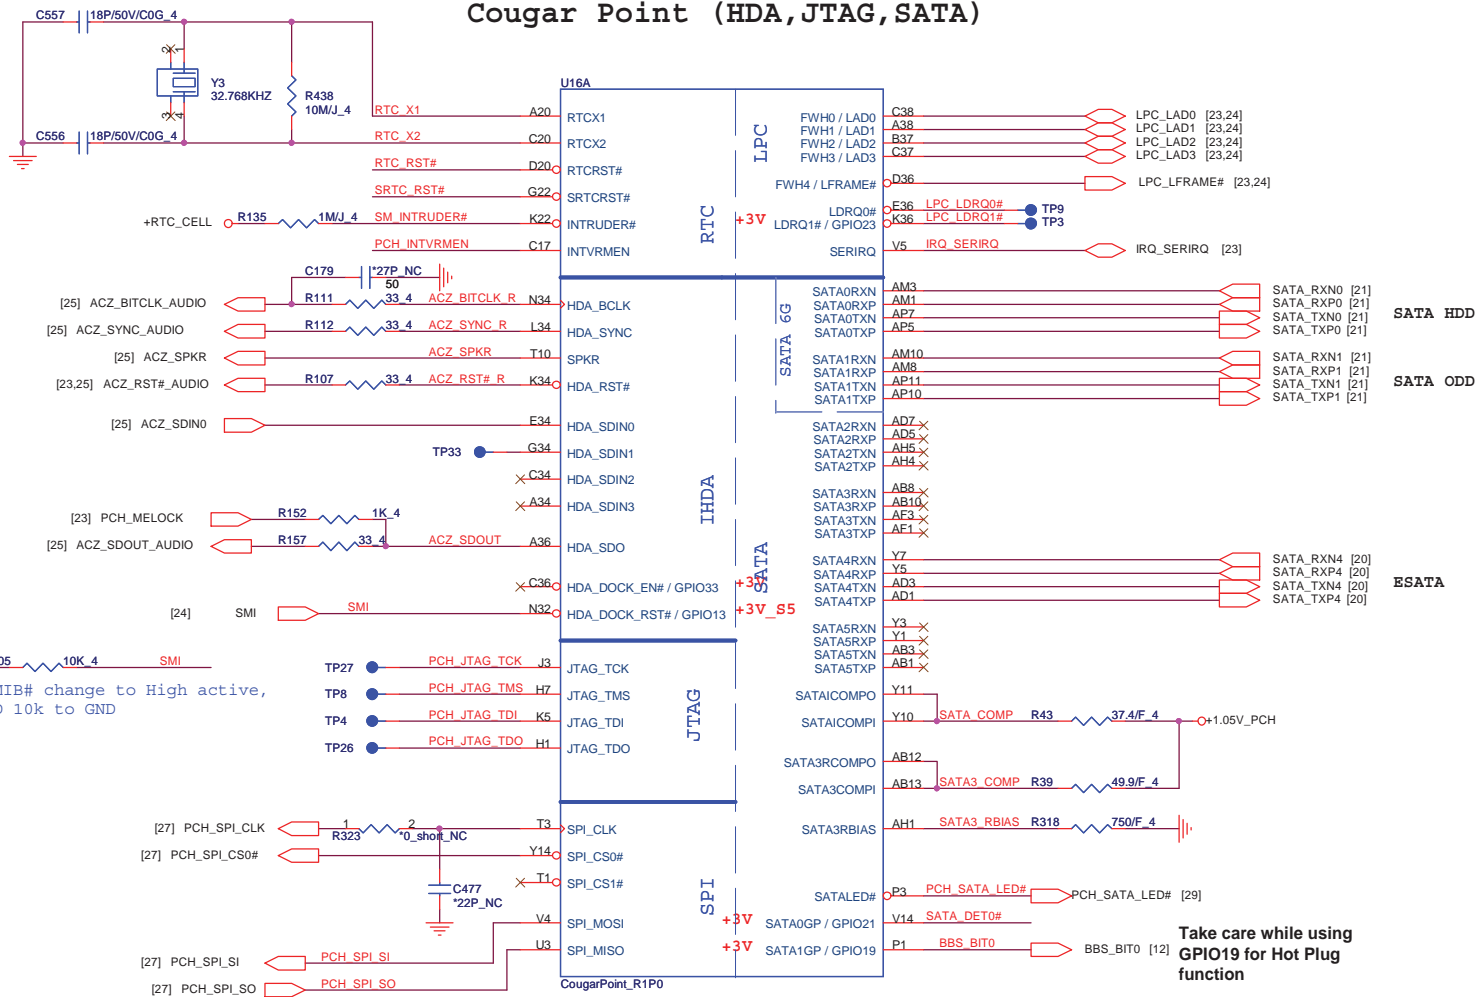 Cougar Point (HDA,JTAG,SATA)
C557 18P/50V/C0G_4
2 1
Y3
32.768KHZ
R438
10M/J_4
3 4
C556 18P/50V/C0G_4
U16A
RTC_X1 A20 RTCX1
RTC_X2 C20 RTCX2
RTC_RST# D20 RTCRST#
SRTC_RST# G22 SRTCRST#
+RTC_CELL R135 1M/J_4 SM_INTRUDER# K22 INTRUDER#
PCH_INTVRMEN C17 INTVRMEN
RTC
LPC
FWH0 / LAD0 C38 LPC_LAD0 [23,24]
FWH1 / LAD1 A38 LPC_LAD1 [23,24]
FWH2 / LAD2 B37 LPC_LAD2 [23,24]
FWH3 / LAD3 C37 LPC_LAD3 [23,24]
FWH4 / LFRAME# D36 LPC_LFRAME# [23,24]
LDRQ0# E36 LPC_LDRQ0# TP9
+3V LDRQ1# / GPIO23 K36 LPC_LDRQ1# TP3
SERIRQ V5 IRQ_SERIRQ IRQ_SERIRQ [23]
C179 *27P_NC
50
[25] ACZ_BITCLK_AUDIO R111 33_4 ACZ_BITCLK_R N34 HDA_BCLK
[25] ACZ_SYNC_AUDIO R112 33_4 ACZ_SYNC_R L34 HDA_SYNC
[25] ACZ_SPKR ACZ_SPKR T10 SPKR
[23,25] ACZ_RST#_AUDIO R107 33_4 ACZ_RST#_R K34 HDA_RST#
[25] ACZ_SDIN0 E34 HDA_SDIN0
TP33 G34 HDA_SDIN1
C34 HDA_SDIN2
A34 HDA_SDIN3
[23] PCH_MELOCK R152 1K_4
[25] ACZ_SDOUT_AUDIO R157 33_4 ACZ_SDOUT A36 HDA_SDO
C36 HDA_DOCK_EN# / GPIO33 +3V
[24] SMI SMI N32 HDA_DOCK_RST# / GPIO13 +3V_S5
IHDA
SATA
SATA 6G
SATA0RXN AM3 SATA_RXN0 [21]
SATA0RXP AM1 SATA_RXP0 [21]
SATA0TXN AP7 SATA_TXN0 [21]
SATA0TXP AP5 SATA_TXP0 [21]
SATA HDD
SATA1RXN AM10 SATA_RXN1 [21]
SATA1RXP AM8 SATA_RXP1 [21]
SATA1TXN AP11 SATA_TXN1 [21]
SATA1TXP AP10 SATA_TXP1 [21]
SATA ODD
SATA2RXN AD7
SATA2RXP AD5
SATA2TXN AH5
SATA2TXP AH4
SATA3RXN AB8
SATA3RXP AB10
SATA3TXN AF3
SATA3TXP AF1
SATA4RXN Y7 SATA_RXN4 [20]
SATA4RXP Y5 SATA_RXP4 [20]
SATA4TXN AD3 SATA_TXN4 [20]
SATA4TXP AD1 SATA_TXP4 [20]
ESATA
SATA5RXN Y3
SATA5RXP Y1
SATA5TXN AB3
SATA5TXP AB1
05 10K_4 SMI
MIB# change to High active,
10k to GND
TP27 PCH_JTAG_TCK J3 JTAG_TCK
TP8 PCH_JTAG_TMS H7 JTAG_TMS
TP4 PCH_JTAG_TDI K5 JTAG_TDI
TP26 PCH_JTAG_TDO H1 JTAG_TDO
JTAG
SATAICOMPO Y11
SATAICOMPI Y10 SATA_COMP R43 37.4/F_4 +1.05V_PCH
SATA3RCOMPO AB12
SATA3COMPI AB13 SATA3_COMP R39 49.9/F_4
SATA3RBIAS AH1 SATA3_RBIAS R318 750/F_4
[27] PCH_SPI_CLK 1 R323 2 *0_short_NC T3 SPI_CLK
[27] PCH_SPI_CS0# Y14 SPI_CS0#
T1 SPI_CS1#
C477
*22P_NC
V4 SPI_MOSI
U3 SPI_MISO
[27] PCH_SPI_SI PCH_SPI_SI
[27] PCH_SPI_SO PCH_SPI_SO
SPI
SATALED# P3 PCH_SATA_LED# PCH_SATA_LED# [29]
+3V SATA0GP / GPIO21 V14 SATA_DET0#
+3V SATA1GP / GPIO19 P1 BBS_BIT0 BBS_BIT0 [12]
Take care while using
GPIO19 for Hot Plug
function
CougarPoint_R1P0